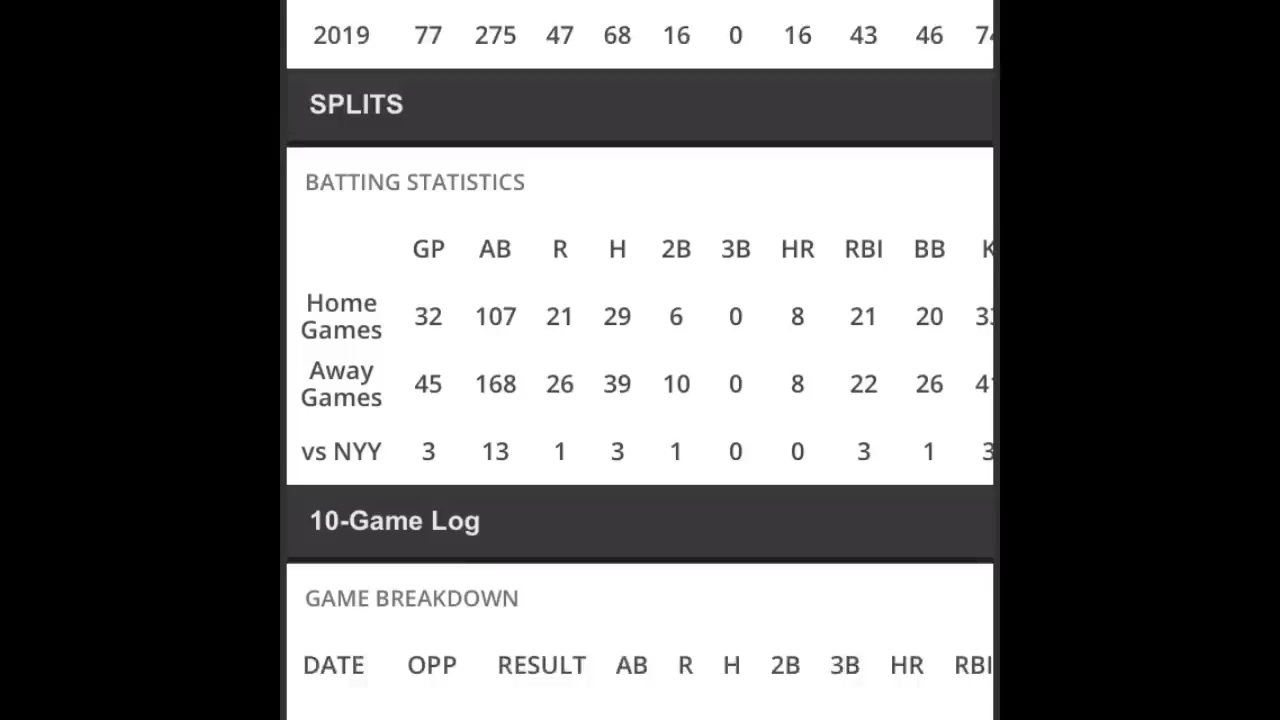 2019 77 275 47 68 16 0 16 43 46
SPLITS
BATTING STATISTICS
GP AB R H 2B 3B HR RBI BB K
Home
Games 32 107 21 29 6 0 8 21 20
Away
Games 45 168 26 39 10 0 8 22 26
vs NYY 3 13 1 3 1 0 0 3 1 3
10-Game Log
GAME BREAKDOWN
DATE OPP RESULT AB R H 2B 3B HR RBI